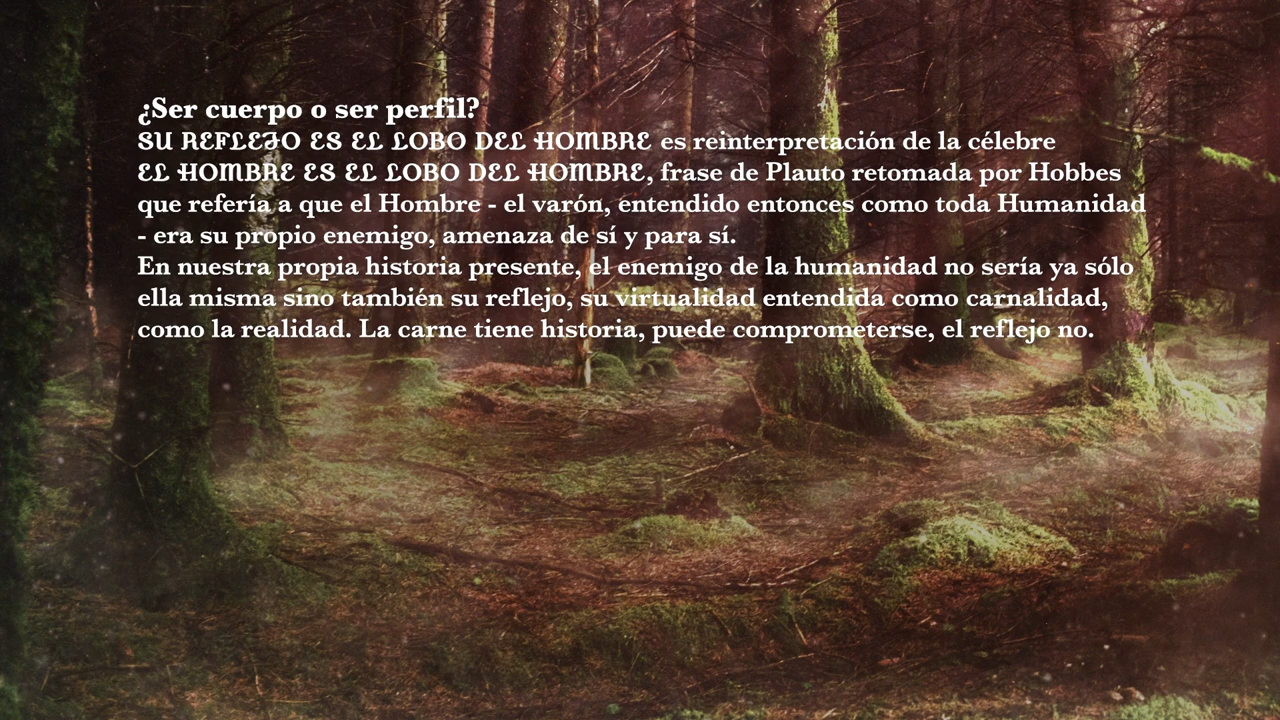 ¿Ser cuerpo o ser perfil?
SU REFLEJO ES EL LOBO DEL HOMBRE es reinterpretación de la célebre
EL HOMBRE ES EL LOBO DEL HOMBRE, frase de Plauto retomada por Hobbes
que refería a que el Hombre - el varón, entendido entonces como toda Humanidad
- era su propio enemigo, amenaza de sí y para sí.
En nuestra propia historia presente, el enemigo de la humanidad no sería ya sólo
ella misma sino también su reflejo, su virtualidad entendida como carnalidad,
como la realidad. La carne tiene historia, puede comprometerse, el reflejo no.